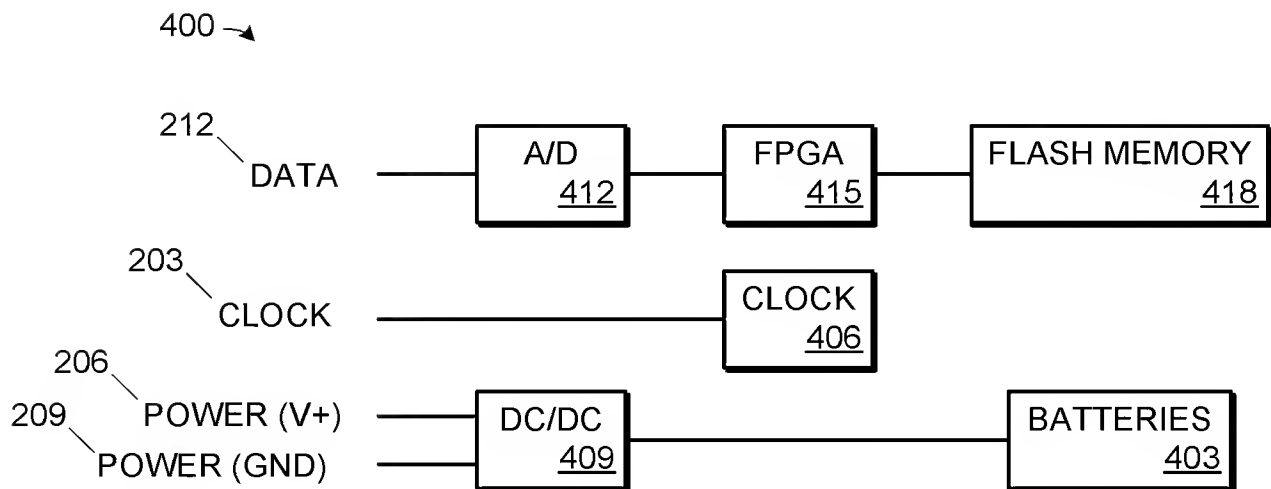 400
212
DATA
A/D
412
FPGA
415
FLASH MEMORY
418
203
CLOCK
CLOCK
406
206
POWER (V+)
209
POWER (GND)
DC/DC
409
BATTERIES
403